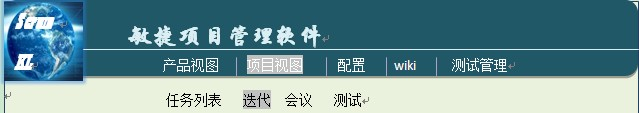 Scrum
敏捷项目管理软件
XL
产品视图 | 项目视图 | 配置 | wiki | 测试管理
任务列表 迭代 会议 测试